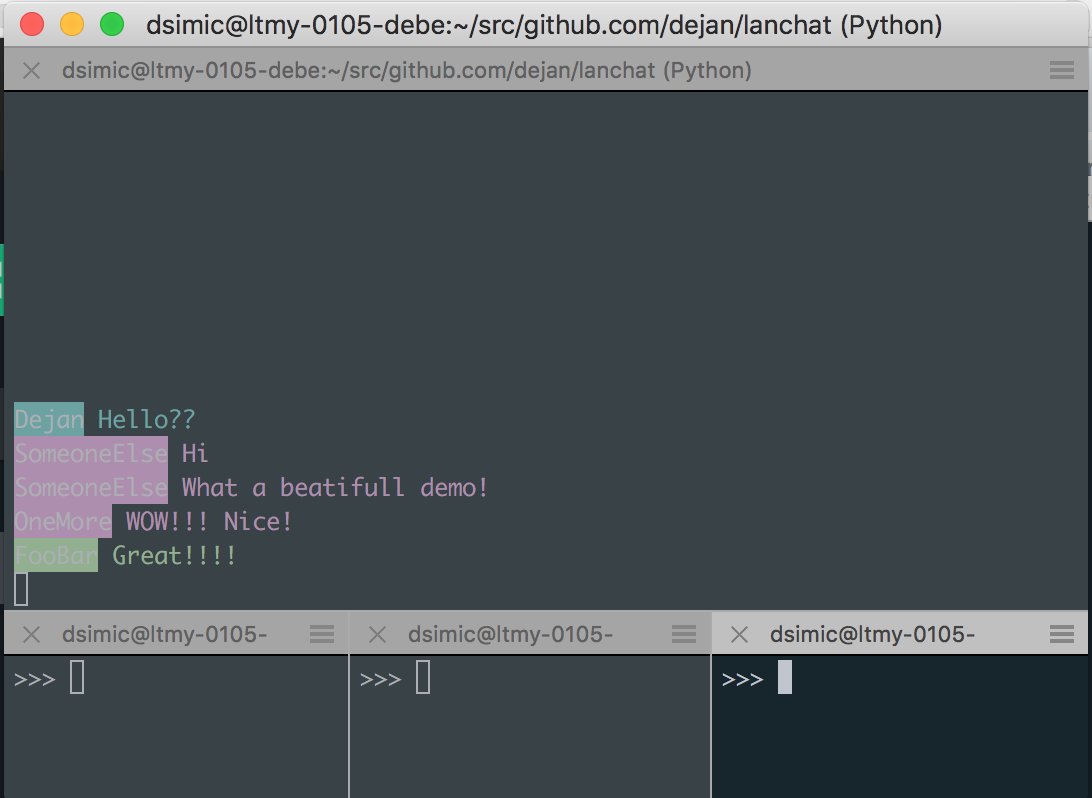 dsimic@ltmy-0105-debe:~/src/github.com/dejan/lanchat (Python)
dsimic@ltmy-0105-debe:~/src/github.com/dejan/lanchat (Python)
Dejan Hello??
SomeoneElse Hi
SomeoneElse What a beatifull demo!
OneMore WOW!!! Nice!
FooBar Great!!!!
dsimic@ltmy-0105-
dsimic@ltmy-0105-
dsimic@ltmy-0105-
>>>
>>>
>>>